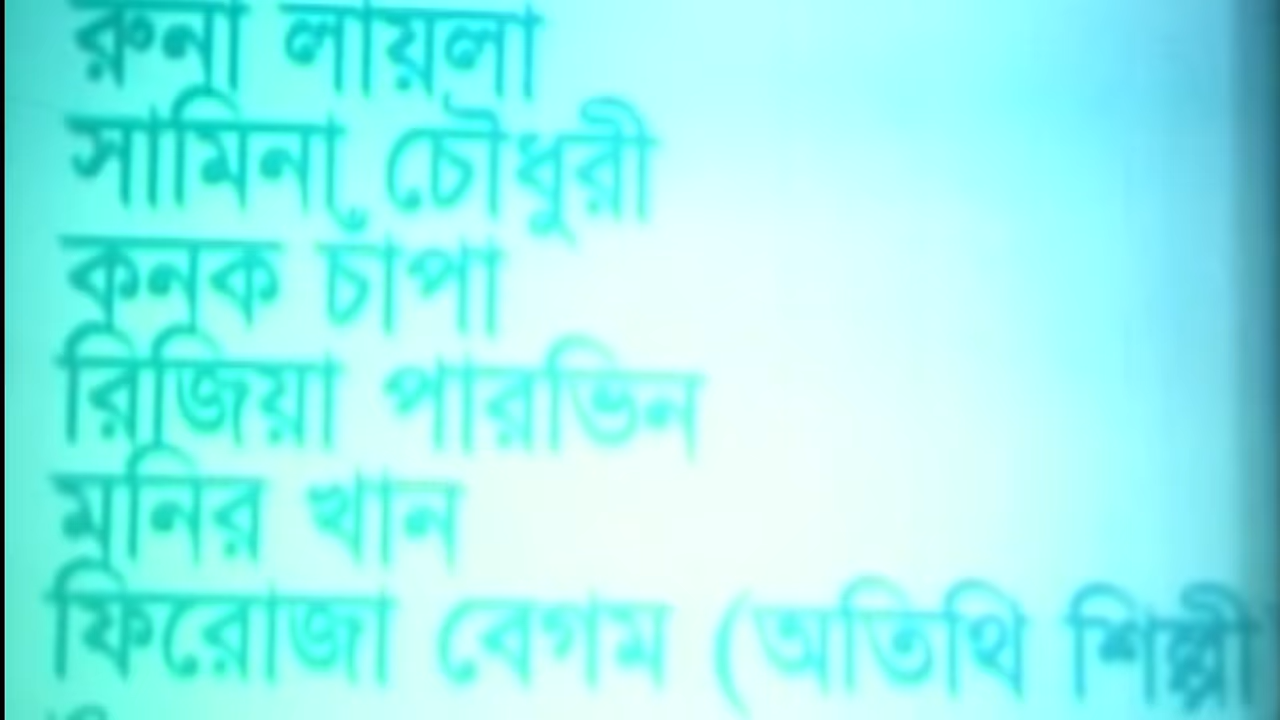 রুনা লায়লা
সামিনা চৌধুরী
কনক চাঁপা
রিজিয়া পারভিন
মনির খান
ফিরোজা বেগম (অতিথি শিল্পী